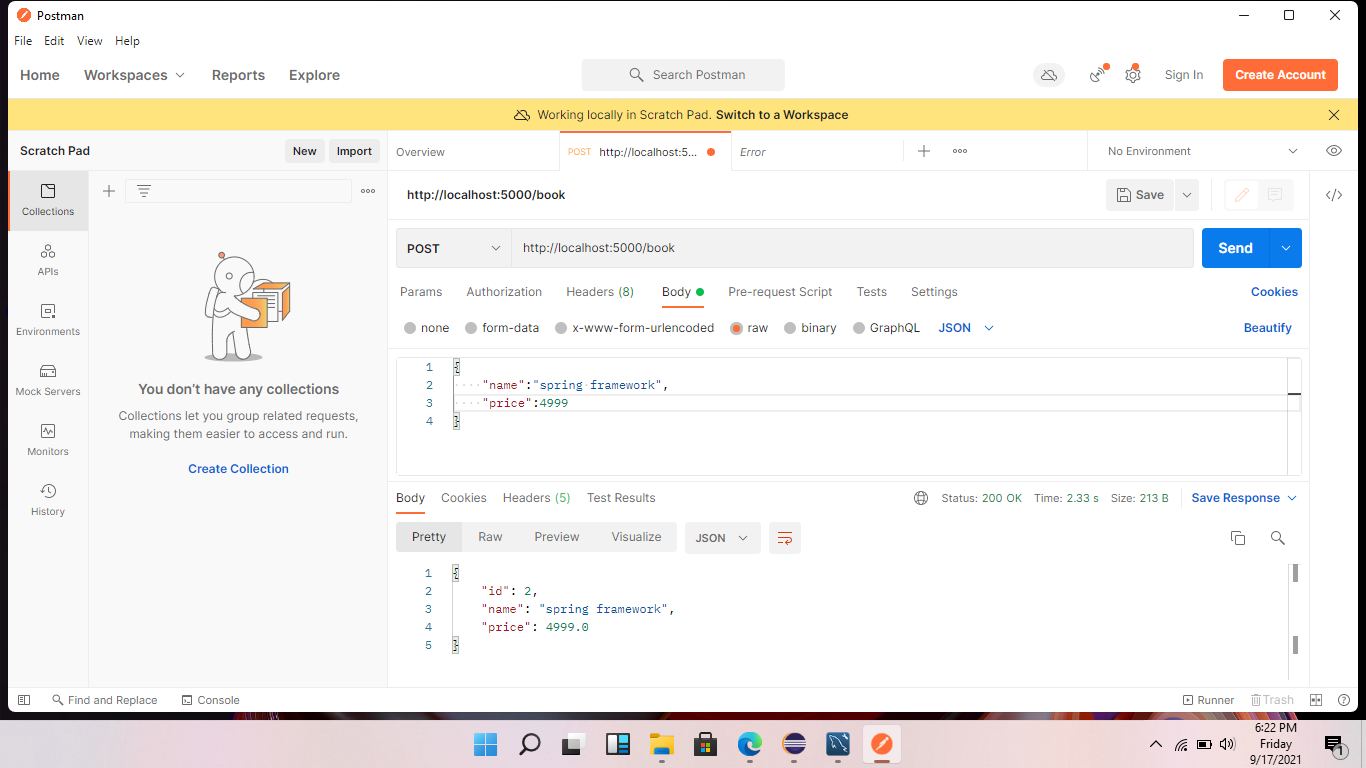 Postman
File Edit View Help
Home Workspaces Reports Explore Search Postman Sign In Create Account
Working locally in Scratch Pad. Switch to a Workspace
Scratch Pad New Import Overview POST http://localhost:5... Error No Environment
Collections
APIs
Environments
Mock Servers
Monitors
History
You don't have any collections
Collections let you group related requests,
making them easier to access and run.
Create Collection
http://localhost:5000/book Save
POST http://localhost:5000/book Send
Params Authorization Headers (8) Body Pre-request Script Tests Settings Cookies
none form-data x-www-form-urlencoded raw binary GraphQL JSON Beautify
1 {
2 "name":"spring framework",
3 "price":4999
4 }
Body Cookies Headers (5) Test Results Status: 200 OK Time: 2.33 s Size: 213 B Save Response
Pretty Raw Preview Visualize JSON
1 {
2 "id": 2,
3 "name": "spring framework",
4 "price": 4999.0
5 }
Find and Replace Console Runner Trash
6:22 PM
Friday
9/17/2021
1